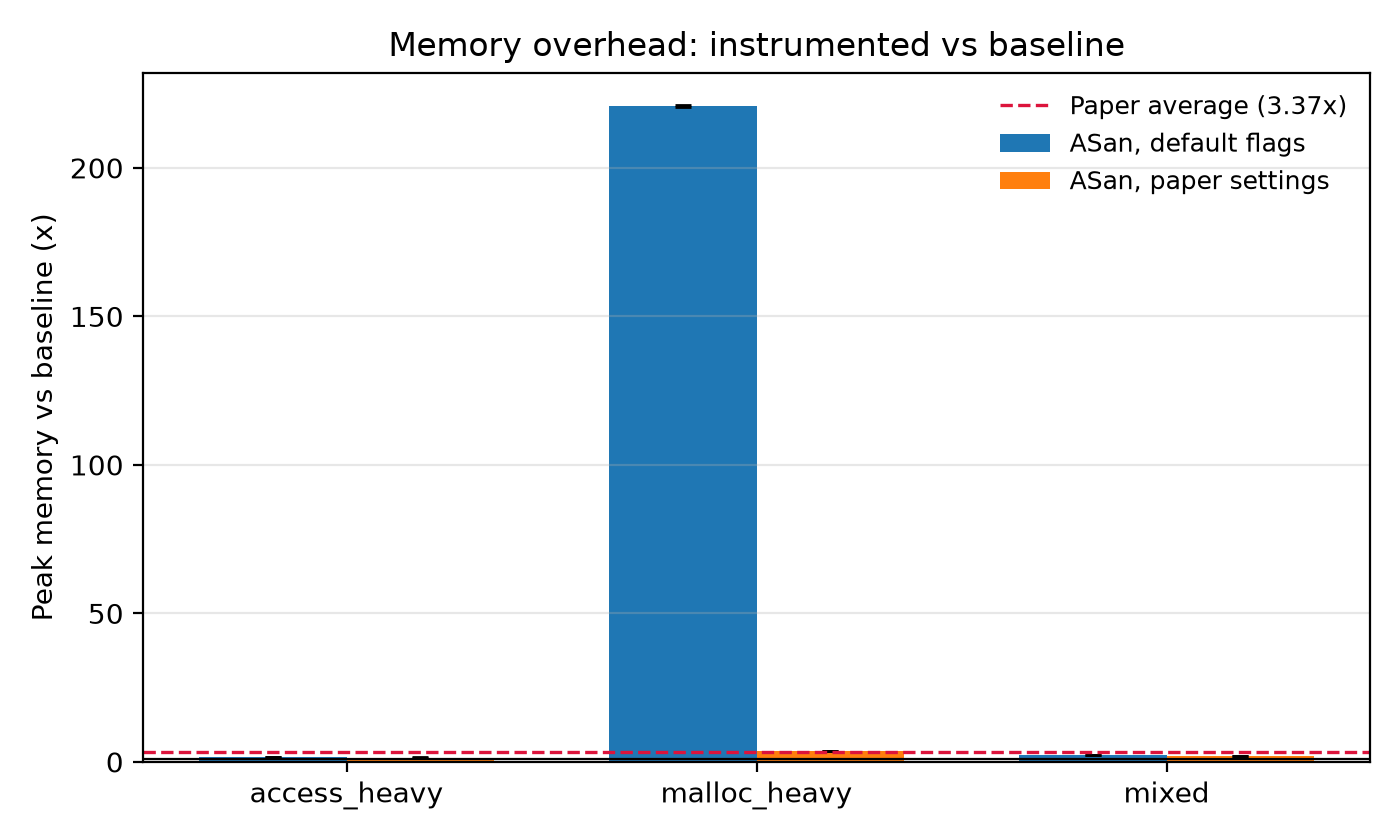 Memory overhead: instrumented vs baseline
Paper average (3.37x)
ASan, default flags
ASan, paper settings
Peak memory vs baseline (x)
200
150
100
50
0
access_heavy
malloc_heavy
mixed